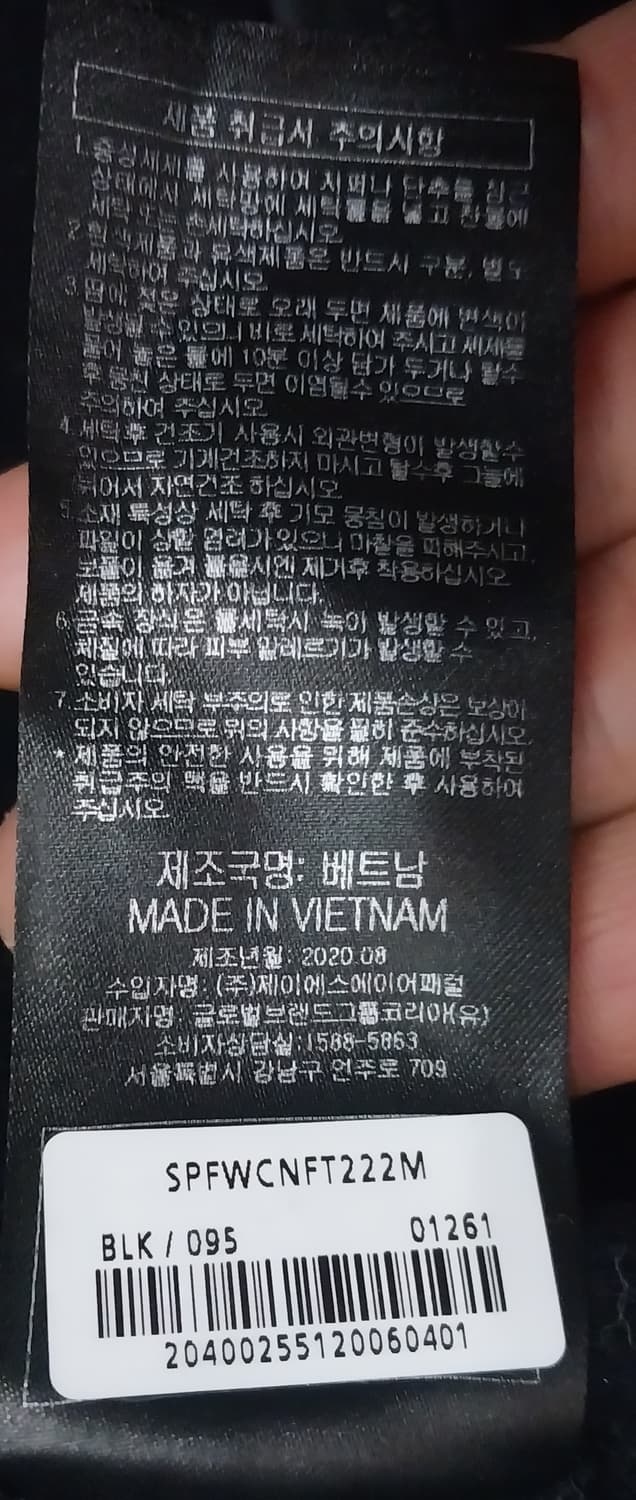 제품 취급서 주의사항
1. 중성세제를 사용하여 지퍼나 단추를 잠근
상태에서 세탁망에 세탁물을 넣고 찬물에
세탁 또는 손세탁하십시오.
2. 흰색제품과 유색제품은 반드시 구분, 별도
세탁하여 주십시오.
3. 땀에 젖은 상태로 오래 두면 제품에 변색이
발생할 수 있으니 바로 세탁하여 주시고 세제를
풀어 놓은 물에 10분 이상 담가 두거나 탈수
후 뭉친 상태로 두면 이염될수 있으므로
주의하여 주십시오.
4. 세탁후 건조기 사용시 외관변형이 발생할수
있으므로 기계건조하지 마시고 탈수후 그늘에
뉘어서 자연건조 하십시오.
5. 소재 특성상 세탁 후 기모 뭉침이 발생하거나
파일이 상할 염려가 있으니 마찰을 피해주시고,
보풀이 옮겨 붙을시엔 제거후 착용하십시오
제품의 하자가 아닙니다.
6. 금속 장식은 물세탁시 녹이 발생할 수 있고,
체질에 따라 피부 알레르기가 발생할 수
있습니다.
7. 소비자 세탁 부주의로 인한 제품손상은 보상이
되지 않으므로 위의 사항을 필히 준수하십시오.
* 제품의 안전한 사용을 위해 제품에 부착된
취급주의 택을 반드시 확인한 후 사용하여
주십시오.
제조국명: 베트남
MADE IN VIETNAM
제조년월: 2020.08
수입자명: (주)제이에스에이어패럴
판매자명: 글로벌브랜드그룹코리아(유)
소비자상담실:1588-5863
서울특별시 강남구 언주로 709
SPFWCNFT222M
BLK / 095 01261
20400255120060401